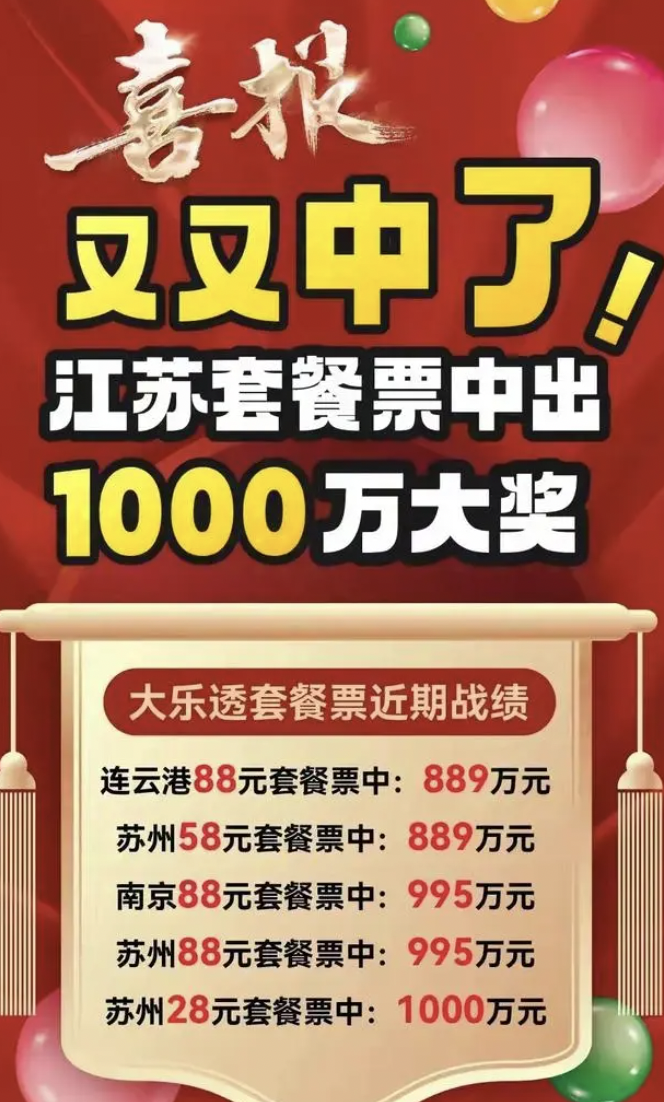 喜报
又又中了!
江苏套餐票中出
1000万大奖
大乐透套餐票近期战绩
连云港88元套餐票中：889万元
苏州58元套餐票中：889万元
南京88元套餐票中：995万元
苏州88元套餐票中：995万元
苏州28元套餐票中：1000万元